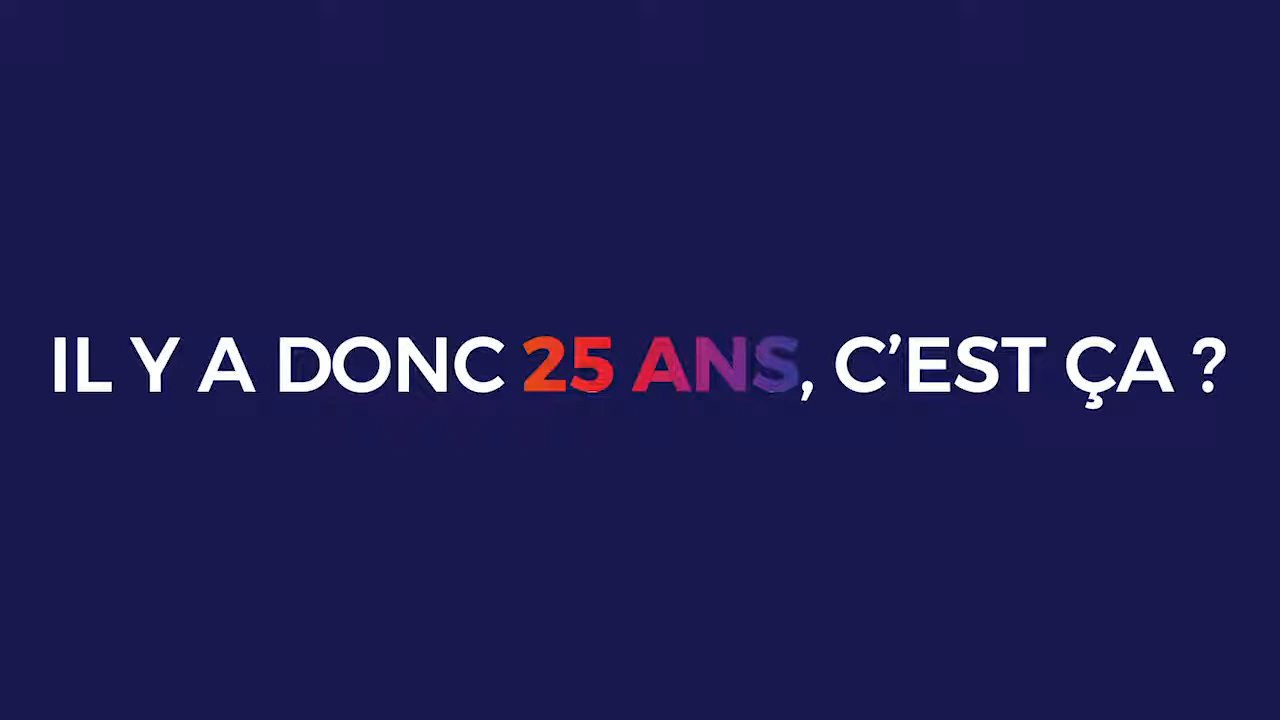 IL Y A DONC 25 ANS, C’EST ÇA ?